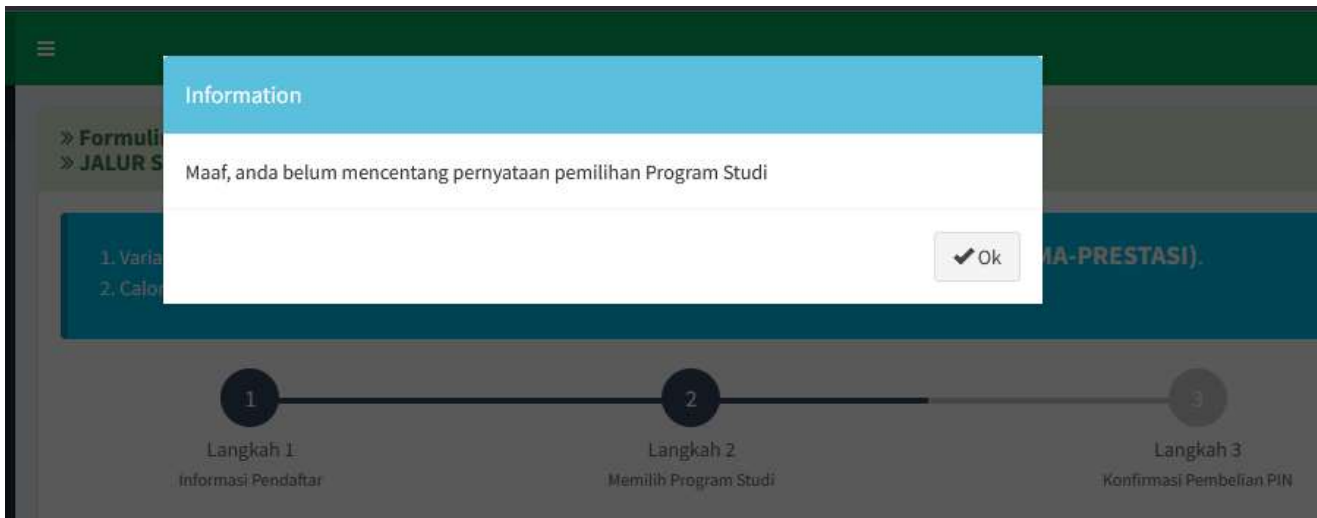 Information
» Formuli
» JALUR S
Maaf, anda belum mencentang pernyataan pemilihan Program Studi
Ok
1. Varia
MA-PRESTASI).
2. Calon
1
2
3
Langkah 1
Langkah 2
Langkah 3
Informasi Pendaftar
Memilih Program Studi
Konfirmasi Pembelian PIN